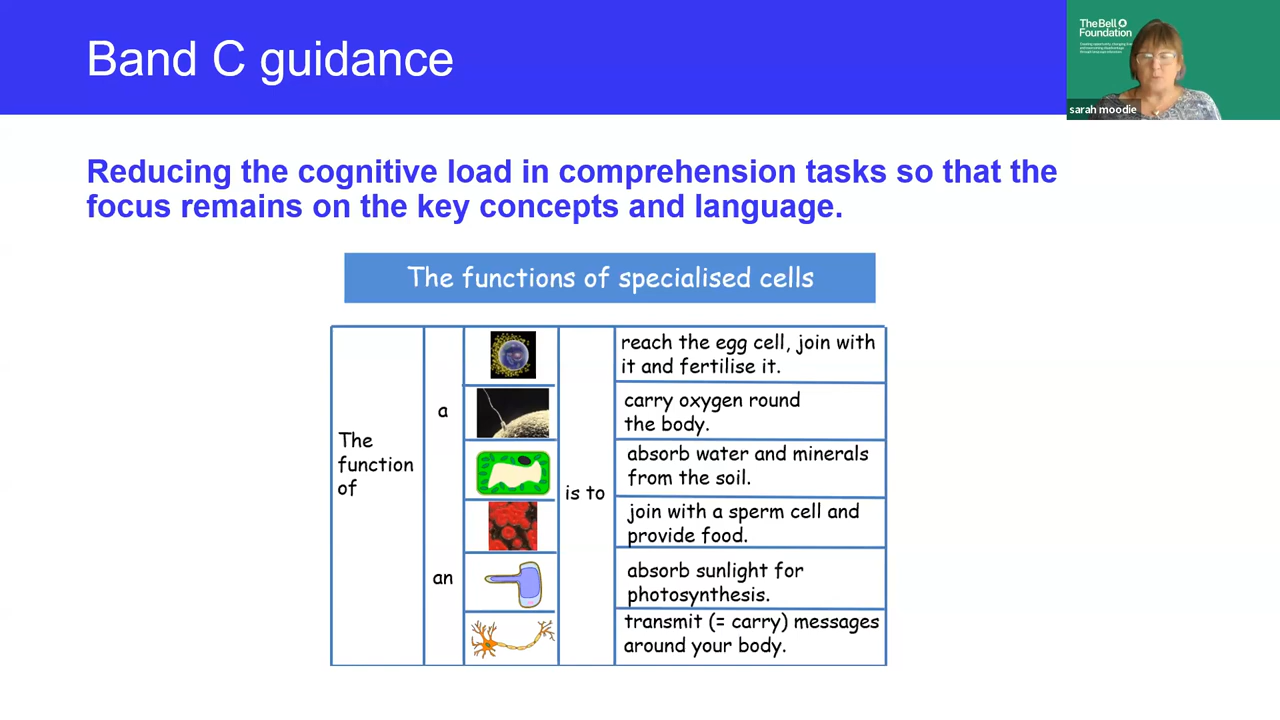 Band C guidance
The Bell
Foundation
sarah moodie
Reducing the cognitive load in comprehension tasks so that the
focus remains on the key concepts and language.
The functions of specialised cells
The
function
of
a
an
is to
reach the egg cell, join with
it and fertilise it.
carry oxygen round
the body.
absorb water and minerals
from the soil.
join with a sperm cell and
provide food.
absorb sunlight for
photosynthesis.
transmit (= carry) messages
around your body.